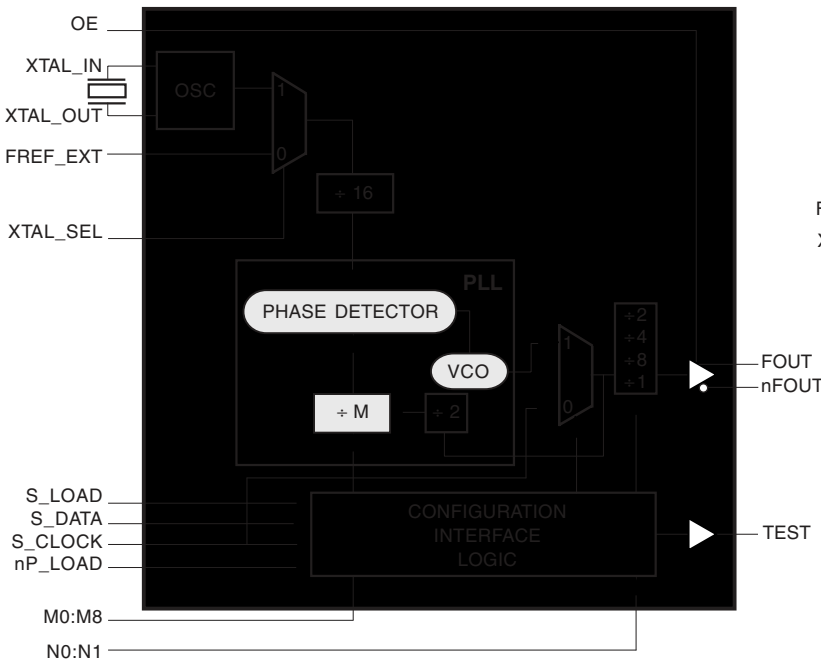 OE
XTAL_IN
OSC
1
XTAL_OUT
FREF_EXT
0
÷ 16
XTAL_SEL
PLL
PHASE DETECTOR
VCO
÷ M
÷ 2
1
0
÷2
÷4
÷8
÷1
FOUT
nFOUT
S_LOAD
S_DATA
S_CLOCK
nP_LOAD
CONFIGURATION
INTERFACE
LOGIC
TEST
M0:M8
N0:N1